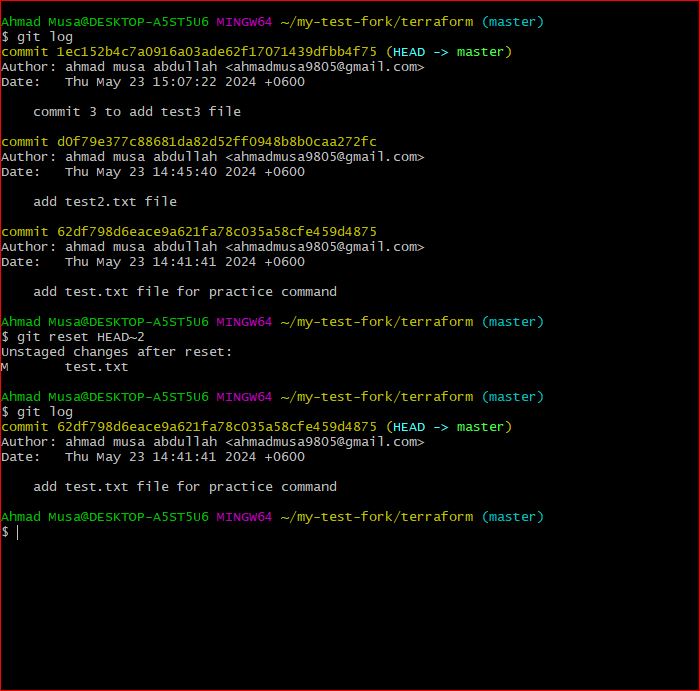 Ahmad Musa@DESKTOP-A5ST5U6 MINGW64 ~/my-test-fork/terraform (master)
$ git log
commit 1ec152b4c7a0916a03ade62f17071439dfbb4f75 (HEAD -> master)
Author: ahmad musa abdullah <ahmadmusa9805@gmail.com>
Date:   Thu May 23 15:07:22 2024 +0600
    commit 3 to add test3 file
commit d0f79e377c88681da82d52ff0948b8b0caa272fc
Author: ahmad musa abdullah <ahmadmusa9805@gmail.com>
Date:   Thu May 23 14:45:40 2024 +0600
    add test2.txt file
commit 62df798d6eace9a621fa78c035a58cfe459d4875
Author: ahmad musa abdullah <ahmadmusa9805@gmail.com>
Date:   Thu May 23 14:41:41 2024 +0600
    add test.txt file for practice command
Ahmad Musa@DESKTOP-A5ST5U6 MINGW64 ~/my-test-fork/terraform (master)
$ git reset HEAD~2
Unstaged changes after reset:
M       test.txt
Ahmad Musa@DESKTOP-A5ST5U6 MINGW64 ~/my-test-fork/terraform (master)
$ git log
commit 62df798d6eace9a621fa78c035a58cfe459d4875 (HEAD -> master)
Author: ahmad musa abdullah <ahmadmusa9805@gmail.com>
Date:   Thu May 23 14:41:41 2024 +0600
    add test.txt file for practice command
Ahmad Musa@DESKTOP-A5ST5U6 MINGW64 ~/my-test-fork/terraform (master)
$